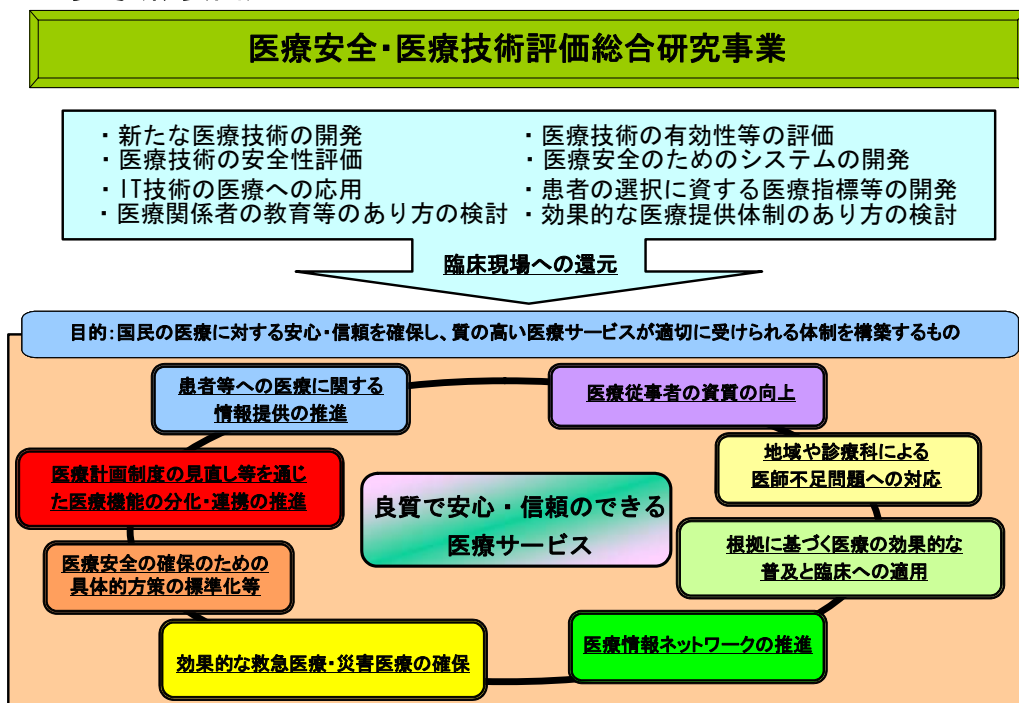 医療安全・医療技術評価総合研究事業
・新たな医療技術の開発
・医療技術の安全性評価
・IT技術の医療への応用
・医療関係者の教育等のあり方の検討
・医療技術の有効性等の評価
・医療安全のためのシステムの開発
・患者の選択に資する医療指標等の開発
・効果的な医療提供体制のあり方の検討
臨床現場への還元
目的:国民の医療に対する安心・信頼を確保し、質の高い医療サービスが適切に受けられる体制を構築するもの
患者等への医療に関する
情報提供の推進
医療従事者の資質の向上
地域や診療科による
医師不足問題への対応
医療計画制度の見直し等を通じ
た医療機能の分化・連携の推進
良質で安心・信頼のできる
医療サービス
根拠に基づく医療の効果的な
普及と臨床への適用
医療安全の確保のための
具体的方策の標準化等
医療情報ネットワークの推進
効果的な救急医療・災害医療の確保